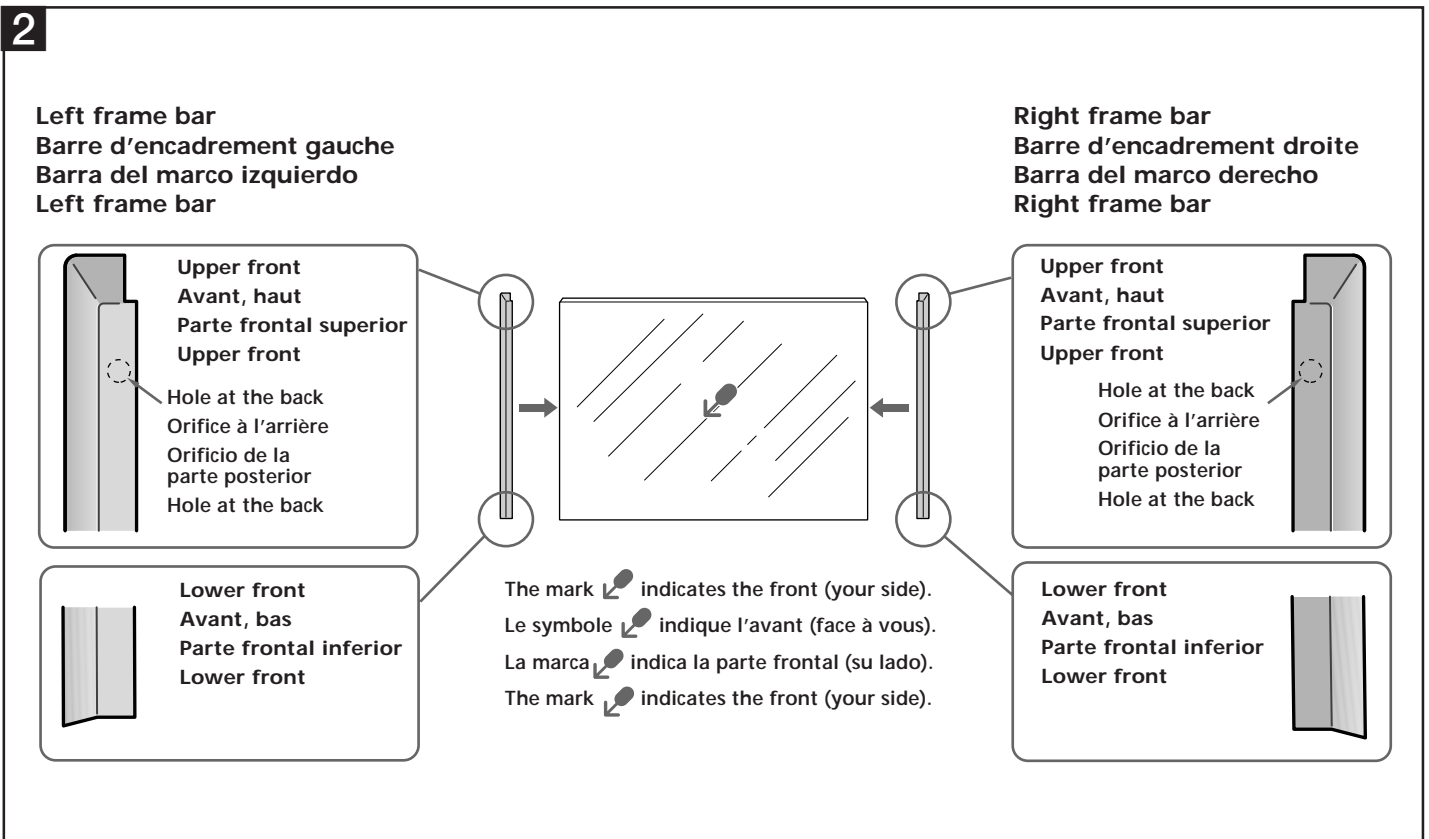 2
Left frame bar
Barre d'encadrement gauche
Barra del marco izquierdo
Left frame bar
Right frame bar
Barre d'encadrement droite
Barra del marco derecho
Right frame bar
Upper front
Avant, haut
Parte frontal superior
Upper front
Hole at the back
Orifice à l'arrière
Orificio de la
parte posterior
Hole at the back
Upper front
Avant, haut
Parte frontal superior
Upper front
Hole at the back
Orifice à l'arrière
Orificio de la
parte posterior
Hole at the back
Lower front
Avant, bas
Parte frontal inferior
Lower front
The mark indicates the front (your side).
Le symbole indique l'avant (face à vous).
La marca indica la parte frontal (su lado).
The mark indicates the front (your side).
Lower front
Avant, bas
Parte frontal inferior
Lower front